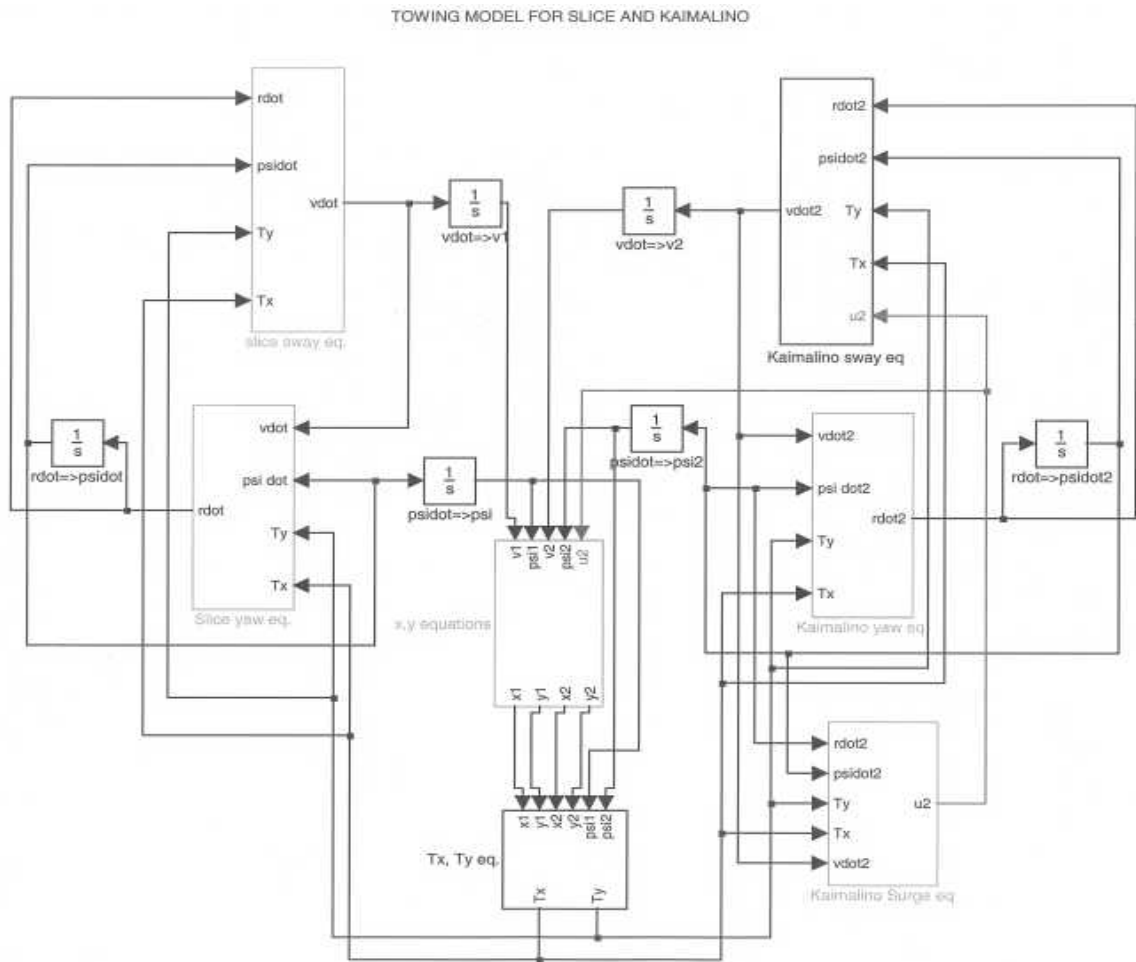 TOWING MODEL FOR SLICE AND KAIMALINO
rdot
psidot
vdot
Ty
Tx
slice sway eq.
1
s
vdot=>v1
1
s
vdot=>v2
rdot2
psidot2
vdot2
Ty
Tx
u2
Kaimalino sway eq
1
s
rdot=>psidot
vdot
psi dot
rdot
Ty
Tx
Slice yaw eq.
1
s
psidot=>psi
1
s
psidot=>psi2
vdot2
psi dot2
rdot2
Ty
Tx
Kaimalino yaw eq
1
s
rdot=>psidot2
v1
psi1
v2
psi2
u2
x,y equations
x1
y1
x2
y2
x1
y1
x2
y2
psi1
psi2
Tx, Ty eq.
Tx
Ty
rdot2
psidot2
Ty
u2
Tx
vdot2
Kaimalino Surge eq